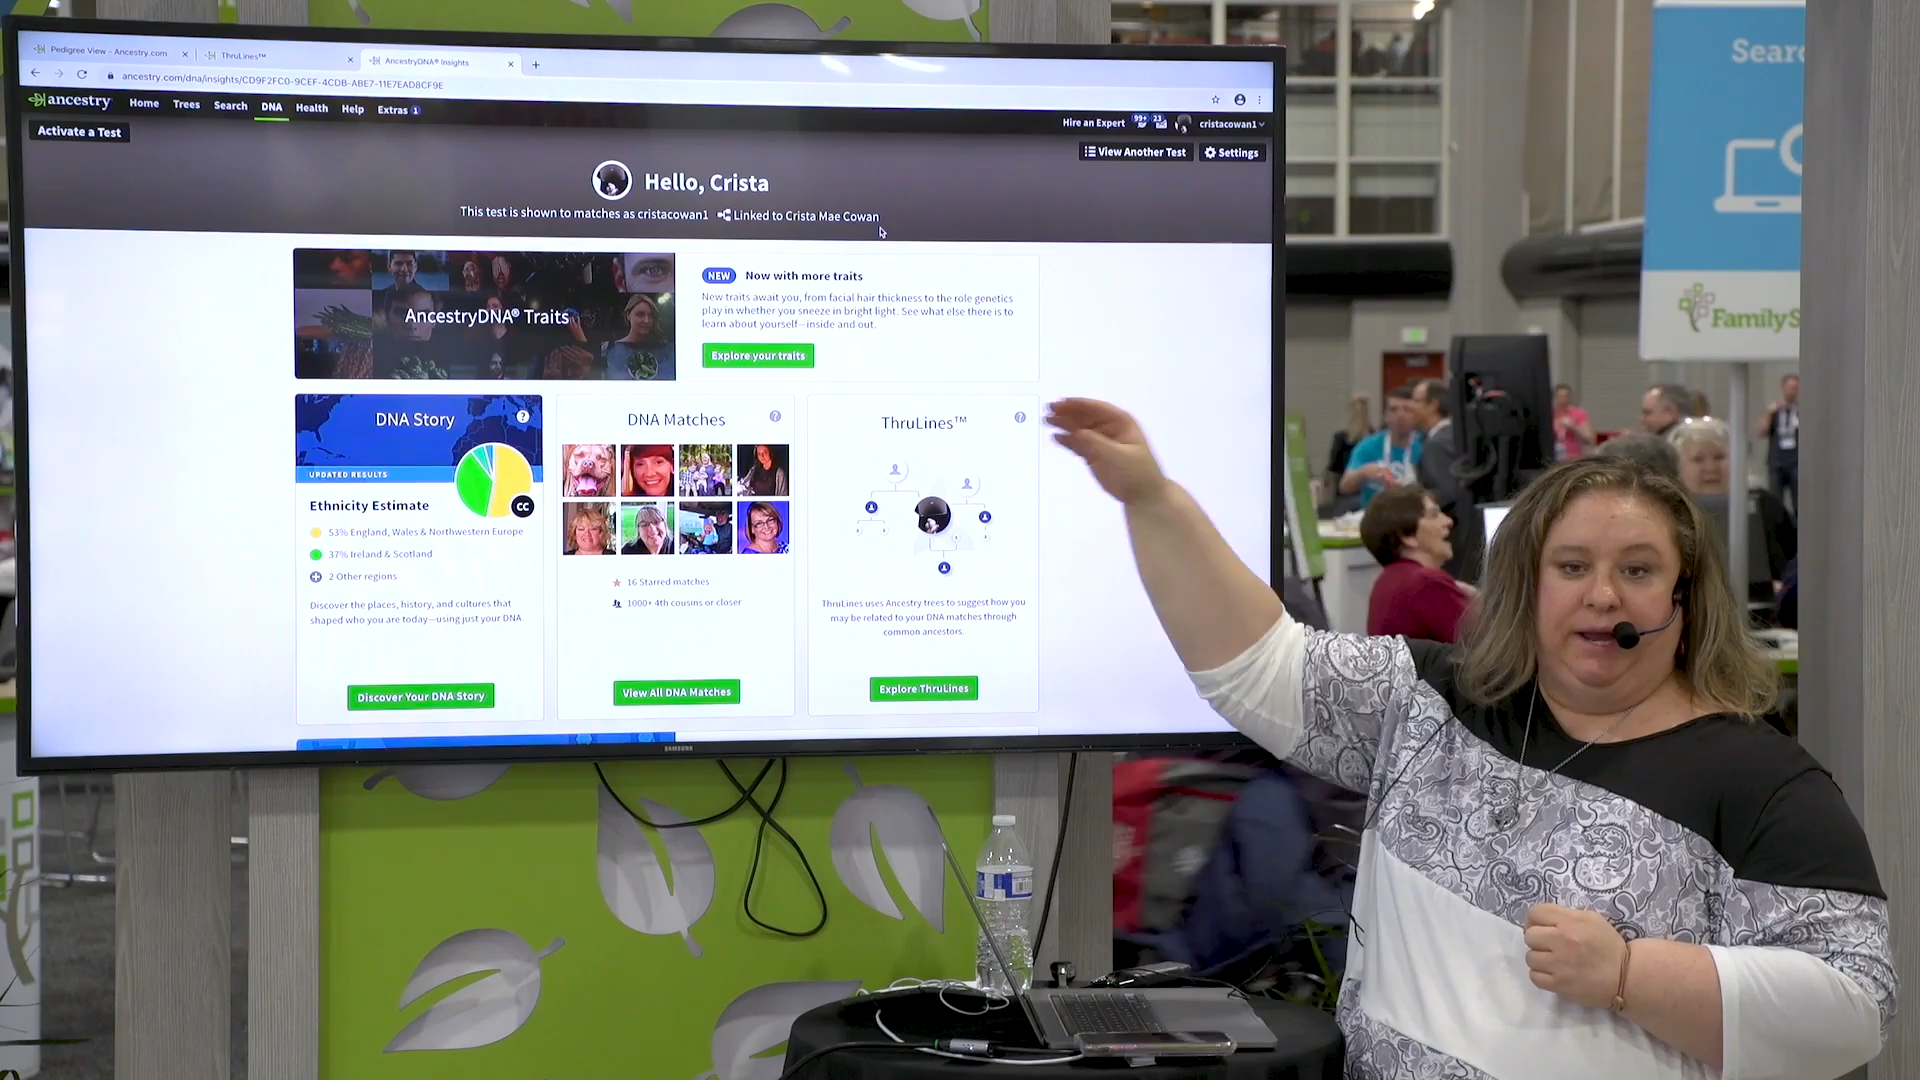 Pedigree View - Ancestry.com
ThruLines™
AncestryDNA® Insights
ancestry.com/dna/insights/CD9F2FC0-9CEF-4CDB-ABE7-11E7EAD8CF9E
ancestry Home Trees Search DNA Health Help Extras 1
Hire an Expert 99+ 23 cristacowan1
Activate a Test
View Another Test Settings
Hello, Crista
This test is shown to matches as cristacowan1 Linked to Crista Mae Cowan
AncestryDNA® Traits
NEW Now with more traits
New traits await you, from facial hair thickness to the role genetics
play in whether you sneeze in bright light. See what else there is to
learn about yourself—inside and out.
Explore your traits
DNA Story ?
UPDATED RESULTS
CC
Ethnicity Estimate
53% England, Wales & Northwestern Europe
37% Ireland & Scotland
2 Other regions
Discover the places, history, and cultures that
shaped who you are today—using just your DNA.
Discover Your DNA Story
DNA Matches ?
16 Starred matches
1000+ 4th cousins or closer
View All DNA Matches
ThruLines™ ?
ThruLines uses Ancestry trees to suggest how you
may be related to your DNA matches through
common ancestors.
Explore ThruLines
SAMSUNG
Searc
FamilyS